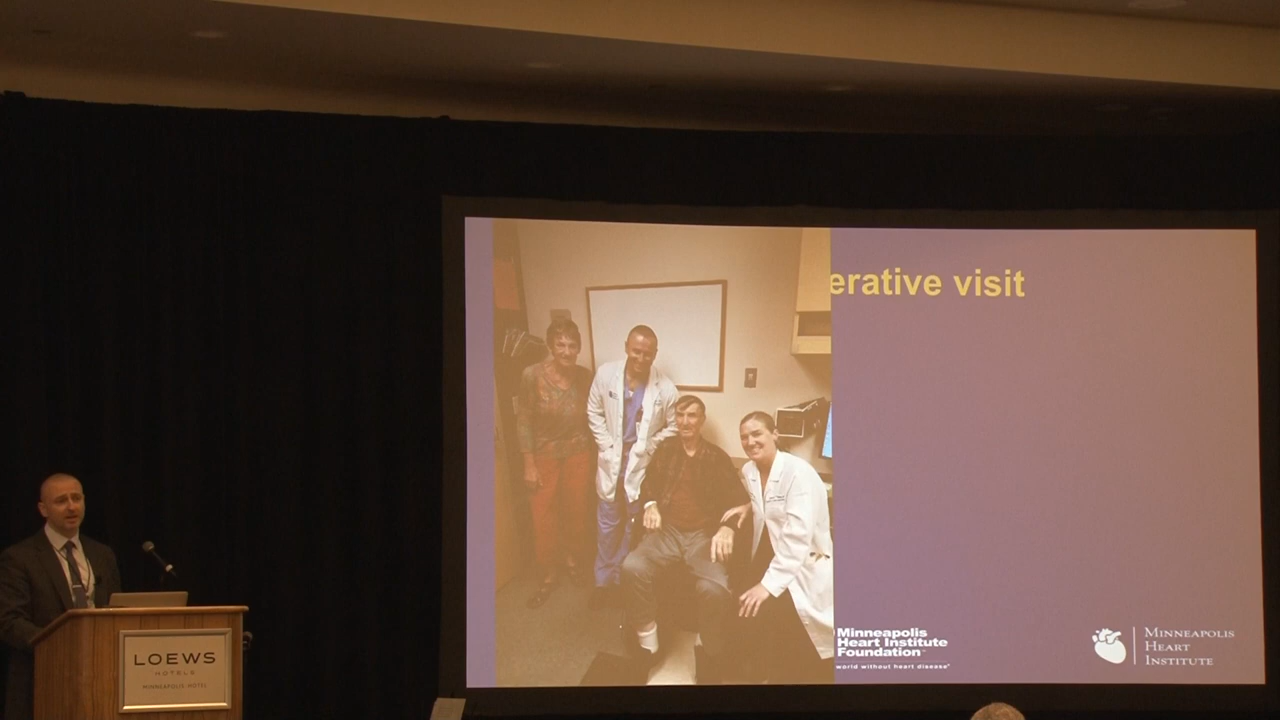 erative visit
Minneapolis
Heart Institute
Foundation
world without heart disease
MINNEAPOLIS
HEART
INSTITUTE
LOEWS
HOTELS
MINNEAPOLIS HOTEL